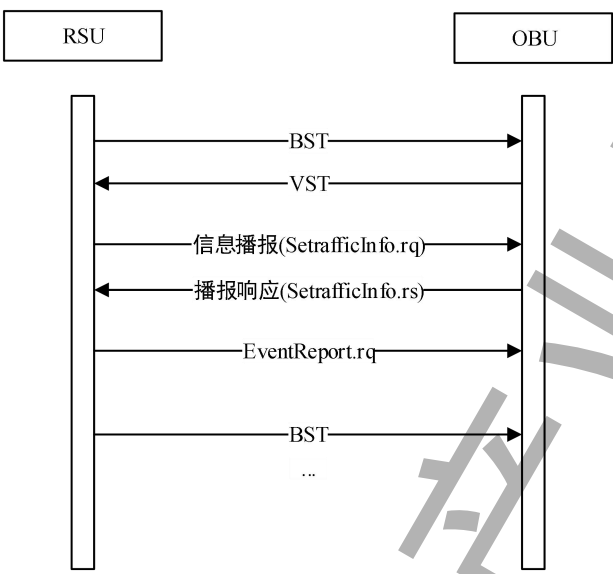 RSU
OBU
BST
VST
信息播报(SetrafficInfo.rq)
播报响应(SetrafficInfo.rs)
EventReport.rq
BST
...